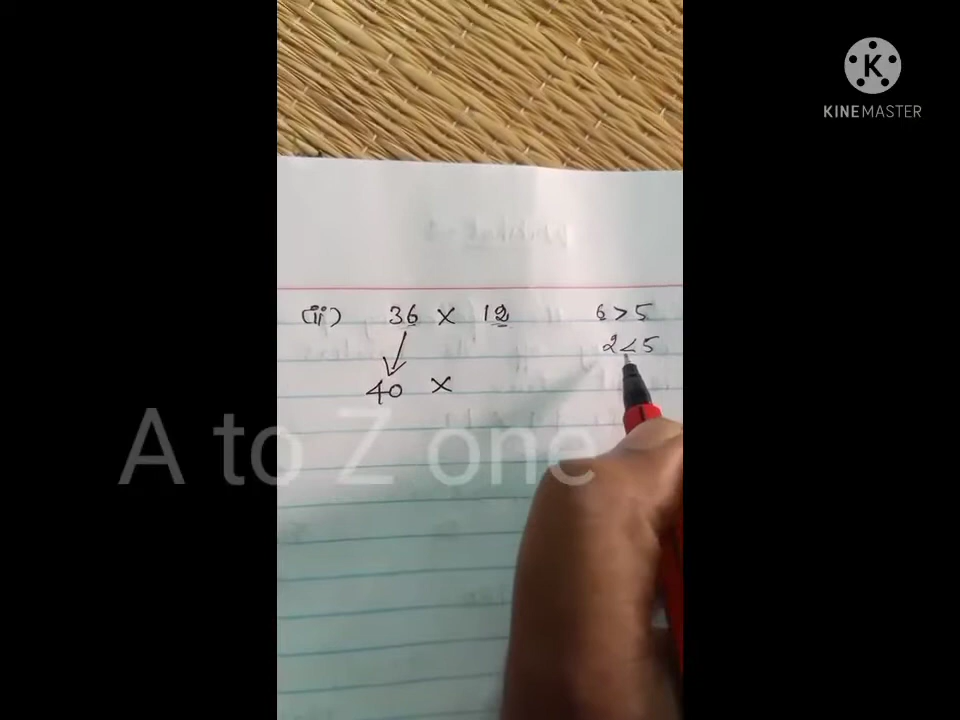 KINEMASTER
(ii) 36 × 12 6 > 5
2 < 5
40 ×
A to Z one